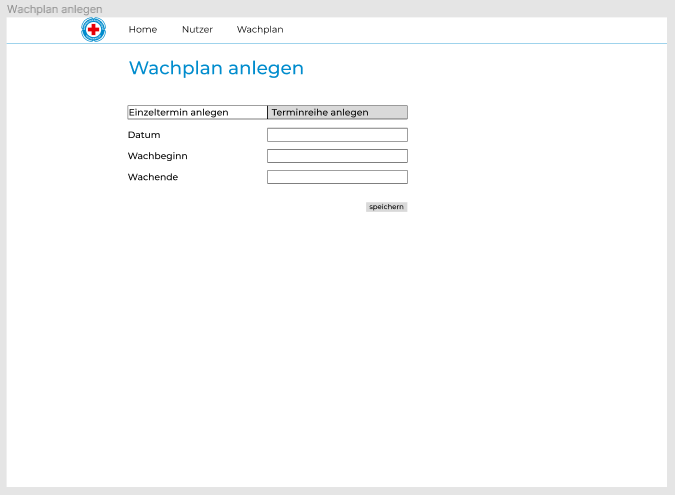 Wachplan anlegen
Home Nutzer Wachplan
Wachplan anlegen
Einzeltermin anlegen Terminreihe anlegen
Datum
Wachbeginn
Wachende
speichern